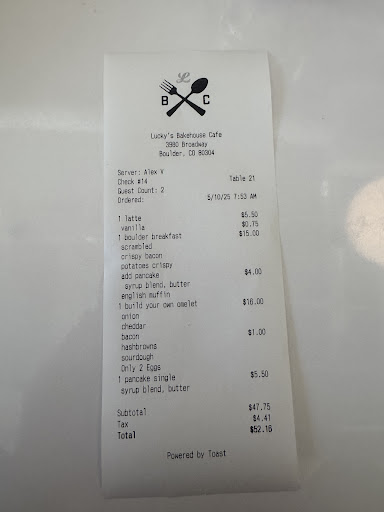 L
B C
Lucky's Bakehouse Cafe
3980 Broadway
Boulder, CO 80304
Server: Alex V
Check #14 Table 21
Guest Count: 2
Ordered: 5/10/25 7:53 AM
1 latte $5.50
vanilla $0.75
1 boulder breakfast $15.00
scrambled
crispy bacon
potatoes crispy
add pancake $4.00
syrup blend, butter
english muffin
1 build your own omelet $16.00
onion
cheddar
bacon $1.00
hashbrowns
sourdough
Only 2 Eggs
1 pancake single $5.50
syrup blend, butter
Subtotal $47.75
Tax $4.41
Total $52.16
Powered by Toast